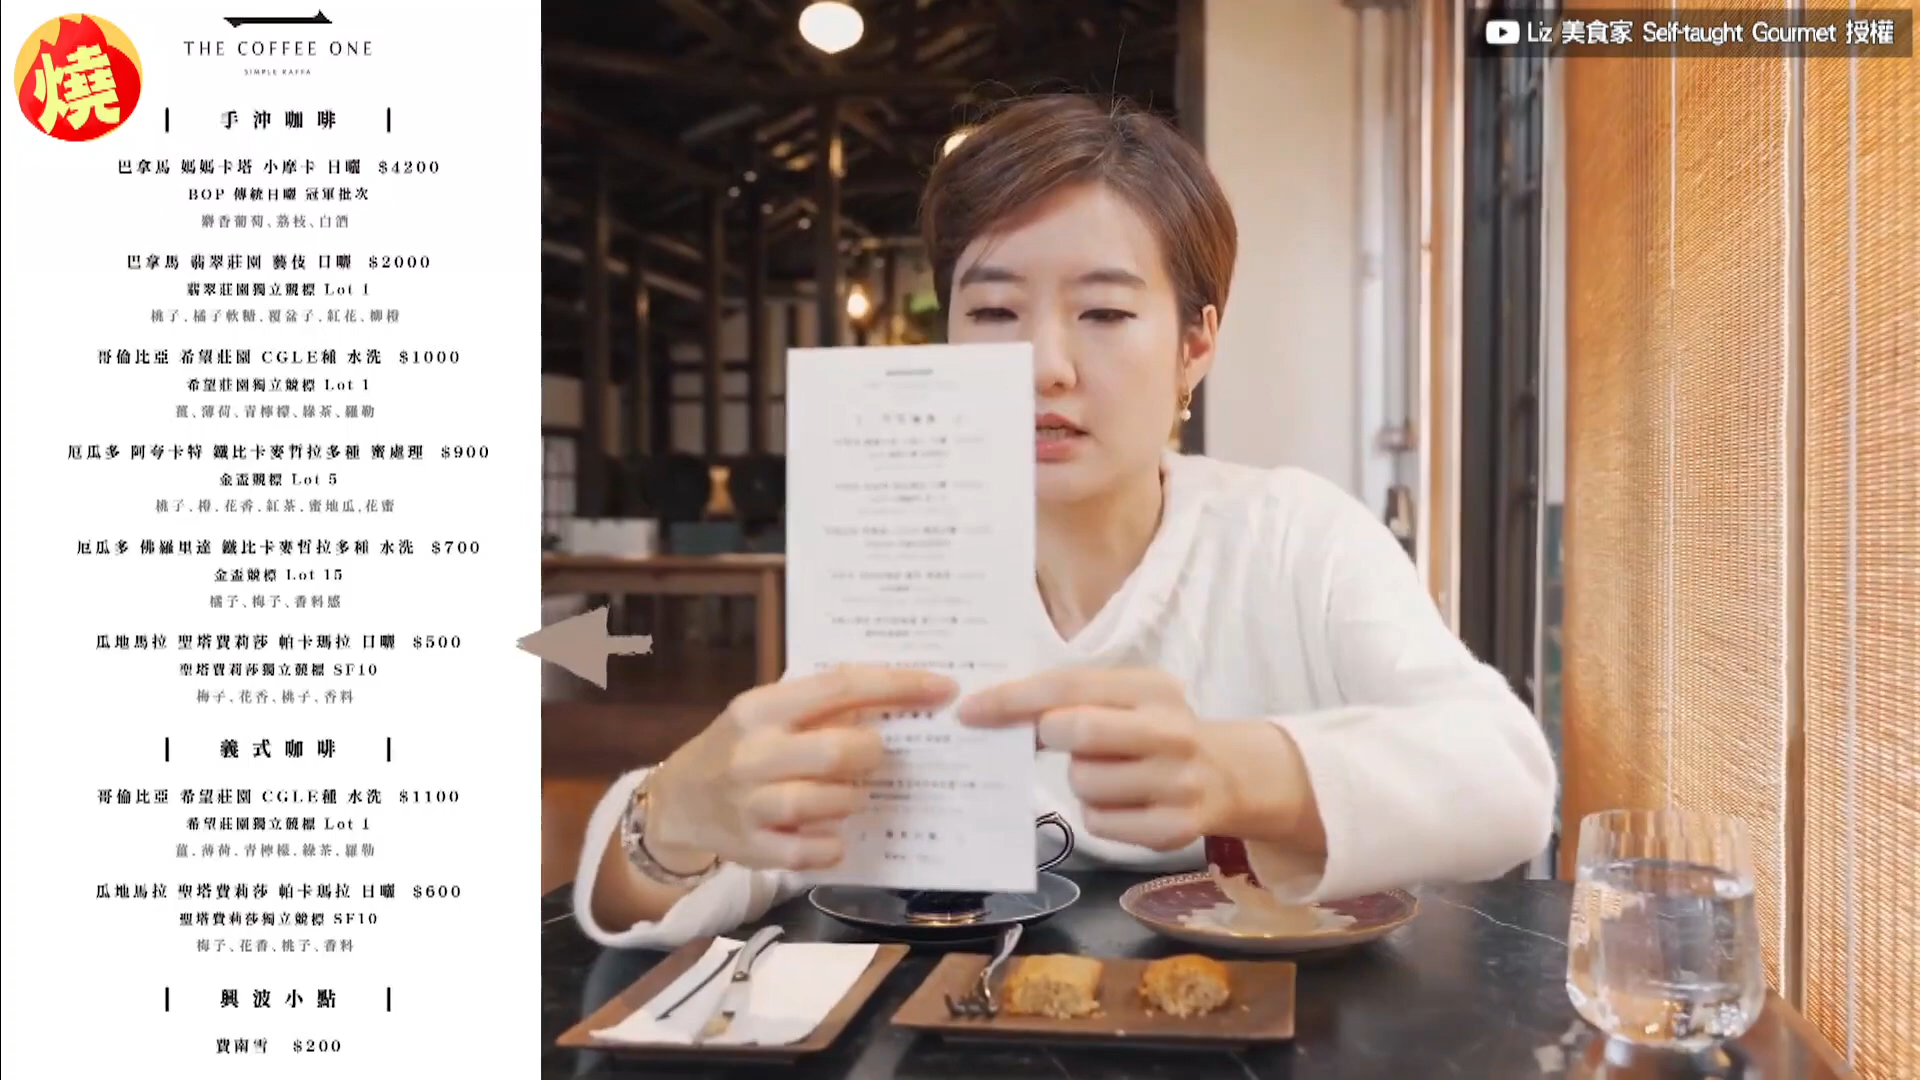 燒
THE COFFEE ONE
SIMPLE KAFFA
手沖咖啡
巴拿馬 媽媽卡塔 小摩卡 日曬 $4200
BOP 傳統日曬 冠軍批次
麝香葡萄、荔枝、白酒
巴拿馬 翡翠莊園 藝伎 日曬 $2000
翡翠莊園獨立競標 Lot 1
桃子、橘子軟糖、覆盆子、紅花、柳橙
哥倫比亞 希望莊園 CGLE種 水洗 $1000
希望莊園獨立競標 Lot 1
薑、薄荷、青檸檬、綠茶、羅勒
厄瓜多 阿夸卡特 鐵比卡麥哲拉多種 蜜處理 $900
金盃競標 Lot 5
桃子、橙、花香、紅茶、蜜地瓜、花蜜
厄瓜多 佛羅里達 鐵比卡麥哲拉多種 水洗 $700
金盃競標 Lot 15
橘子、梅子、香料感
瓜地馬拉 聖塔費莉莎 帕卡瑪拉 日曬 $500
聖塔費莉莎獨立競標 SF10
梅子、花香、桃子、香料
義式咖啡
哥倫比亞 希望莊園 CGLE種 水洗 $1100
希望莊園獨立競標 Lot 1
薑、薄荷、青檸檬、綠茶、羅勒
瓜地馬拉 聖塔費莉莎 帕卡瑪拉 日曬 $600
聖塔費莉莎獨立競標 SF10
梅子、花香、桃子、香料
興波小點
費南雪 $200
Liz 美食家 Self-taught Gourmet 授權